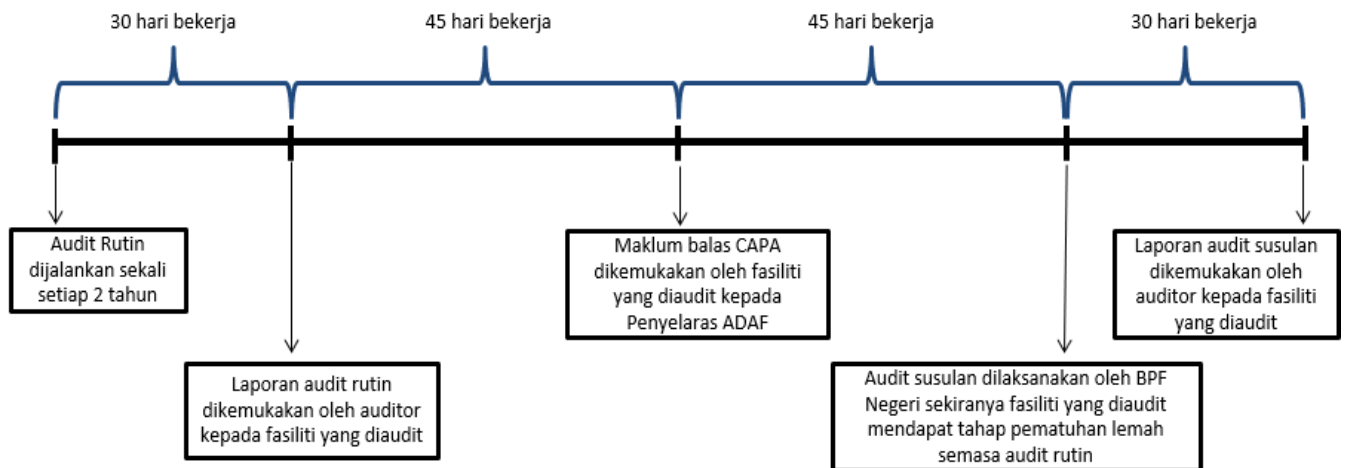 30 hari bekerja
45 hari bekerja
45 hari bekerja
30 hari bekerja
Audit Rutin
dijalankan sekali
setiap 2 tahun
Laporan audit rutin
dikemukakan oleh auditor
kepada fasiliti yang diaudit
Maklum balas CAPA
dikemukakan oleh fasiliti
yang diaudit kepada
Penyelaras ADAF
Audit susulan dilaksanakan oleh BPF
Negeri sekiranya fasiliti yang diaudit
mendapat tahap pematuhan lemah
semasa audit rutin
Laporan audit susulan
dikemukakan oleh
auditor kepada fasiliti
yang diaudit